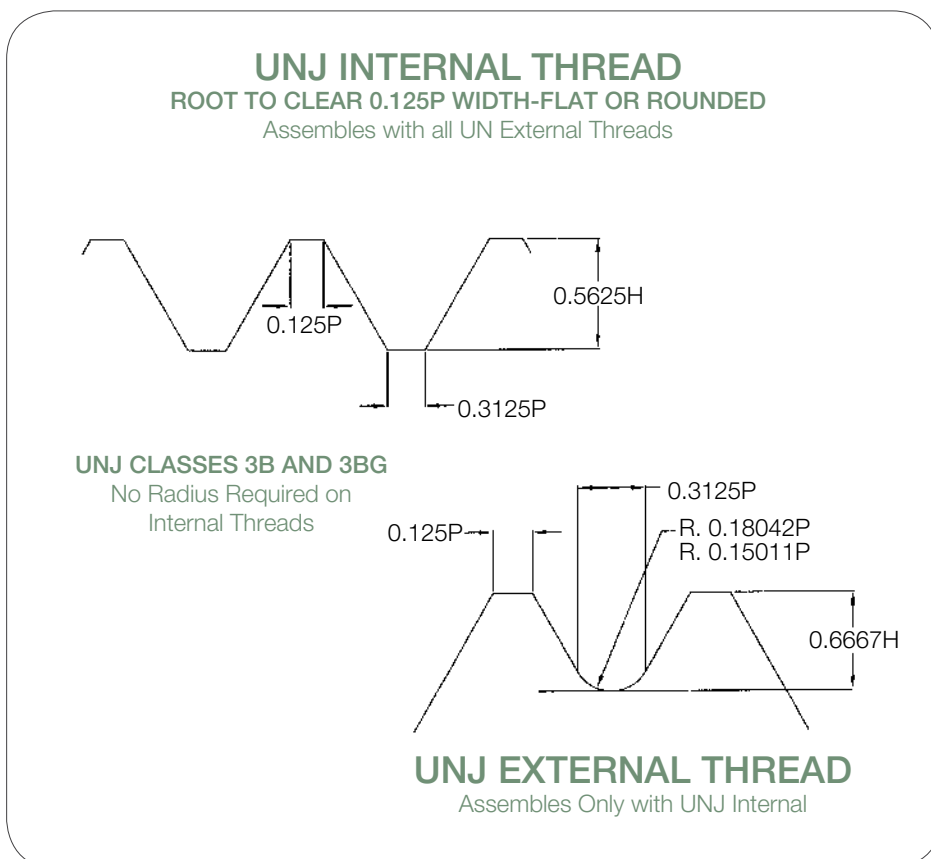 UNJ INTERNAL THREAD
ROOT TO CLEAR 0.125P WIDTH-FLAT OR ROUNDED
Assembles with all UN External Threads
0.5625H
0.125P
0.3125P
UNJ CLASSES 3B AND 3BG
No Radius Required on
Internal Threads
0.3125P
0.125P
R. 0.18042P
R. 0.15011P
0.6667H
UNJ EXTERNAL THREAD
Assembles Only with UNJ Internal